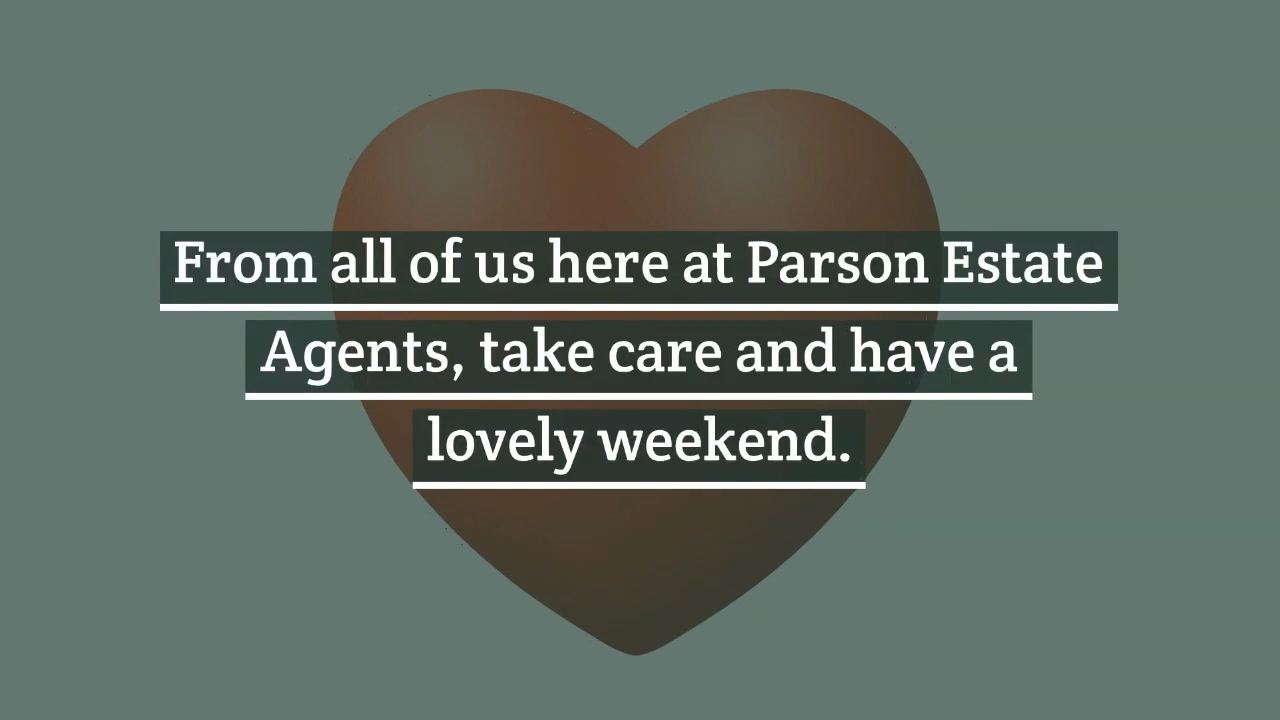 From all of us here at Parson Estate
Agents, take care and have a
lovely weekend.